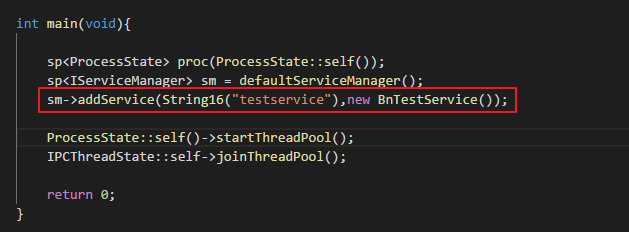 int main(void){
sp<ProcessState> proc(ProcessState::self());
sp<IServiceManager> sm = defaultServiceManager();
sm->addService(String16("testservice"),new BnTestService());
ProcessState::self()->startThreadPool();
IPCThreadState::self->joinThreadPool();
return 0;
}